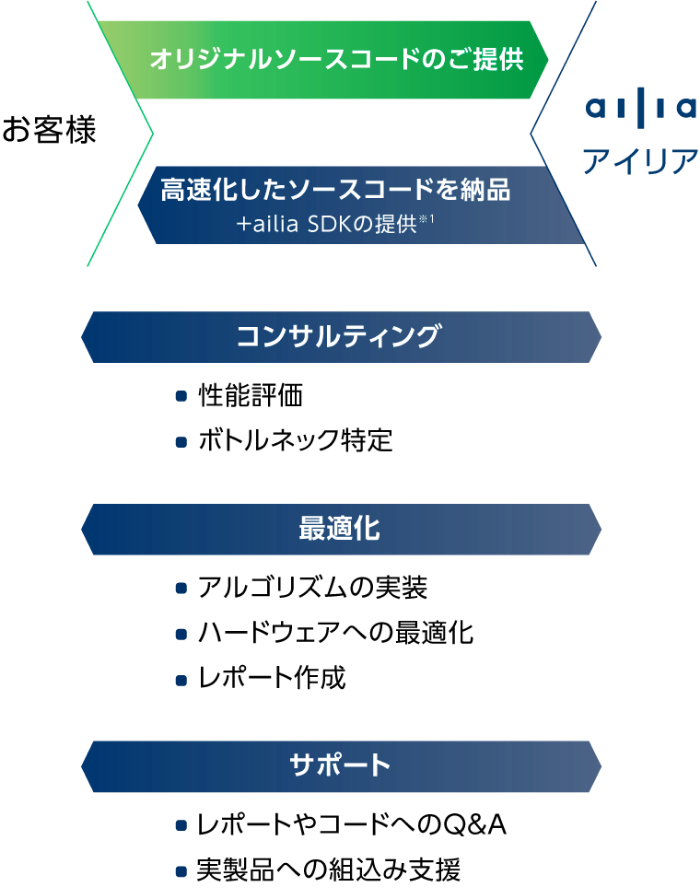 オリジナルソースコードのご提供
お客様
ailia
アイリア
高速化したソースコードを納品
+ailia SDKの提供※1
コンサルティング
性能評価
ボトルネック特定
最適化
アルゴリズムの実装
ハードウェアへの最適化
レポート作成
サポート
レポートやコードへのQ&A
実製品への組込み支援